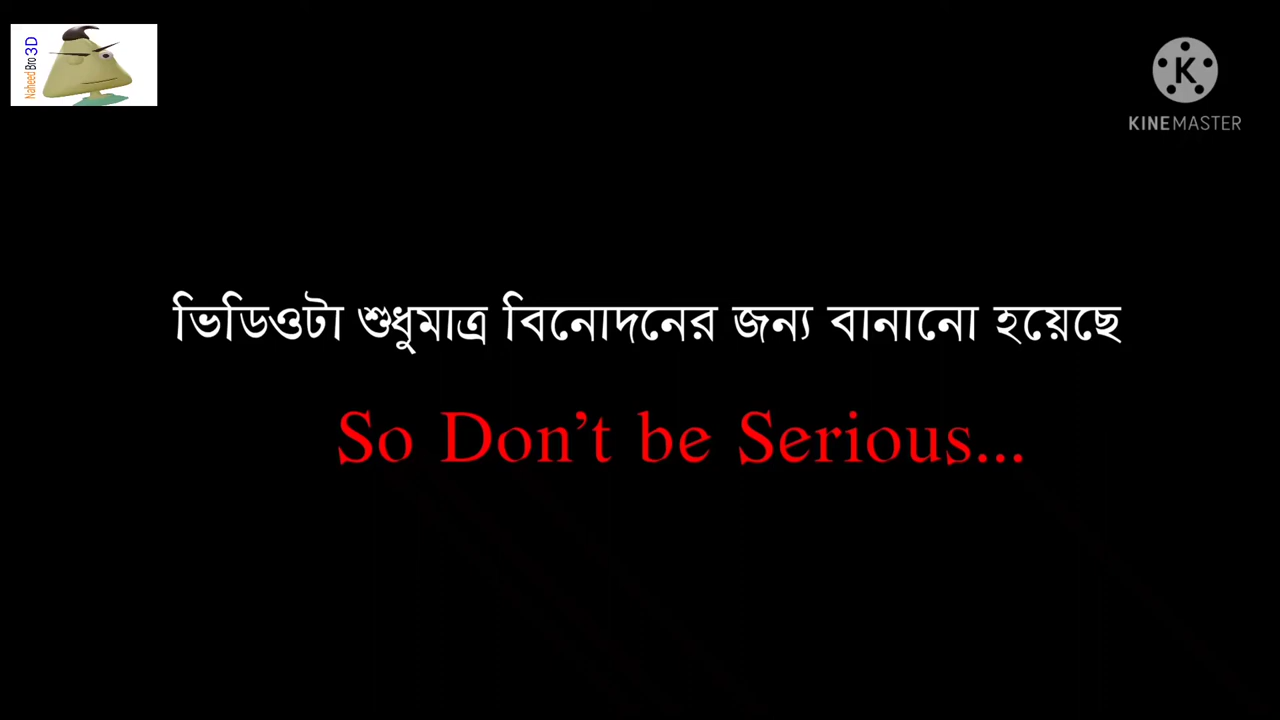 Naheed Bro 3D
K
KINEMASTER
ভিডিওটা শুধুমাত্র বিনোদনের জন্য বানানো হয়েছে
So Don't be Serious...